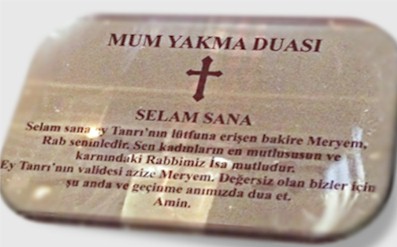 MUM YAKMA DUASI
SELAM SANA
Selam sana ey Tanrı'nın lütfuna erişen bakire Meryem,
Rab seninledir. Sen kadınların en mutlususun ve
karnındaki Rabbimiz İsa mutludur.
Ey Tanrı'nın validesi azize Meryem. Değersiz olan bizler için
şu anda ve geçinme anımızda dua et.
Amin.